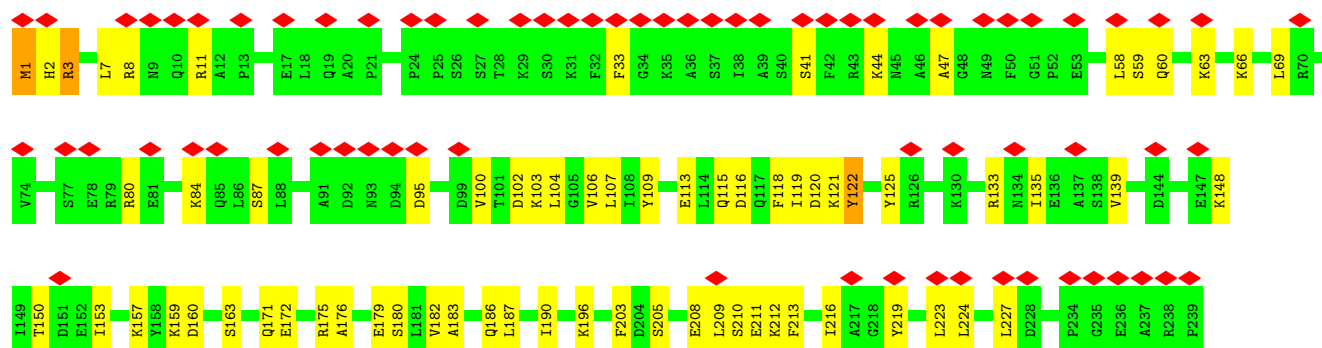 M1 H2 R3 L7 R8 N9 Q10 R11 A12 P13 E17 L18 Q19 A20 P21 P24 P25 S26 S27 T28 K29 S30 K31 F32 F33 G34 K35 A36 S37 I38 A39 S40 S41 F42 R43 K44 N45 A46 A47 G48 N49 F50 G51 P52 E53 L58 S59 Q60 K63 K66 L69 R70
V74 S77 E78 R79 R80 E81 K84 Q85 L86 S87 L88 A91 D92 N93 D94 D95 D99 V100 T101 D102 K103 L104 G105 V106 L107 I108 Y109 E113 L114 Q115 D116 Q117 F118 I119 D120 K121 Y122 Y125 R126 K130 R133 N134 I135 E136 A137 S138 V139 D144 E147 K148
I149 T150 D151 E152 I153 K157 Y158 K159 D160 S163 Q171 E172 R175 A176 E179 S180 L181 V182 A183 Q186 L187 I190 K196 F203 D204 S205 E208 L209 S210 E211 K212 F213 I216 A217 G218 Y219 L223 L224 L227 D228 P234 G235 E236 A237 R238 P239